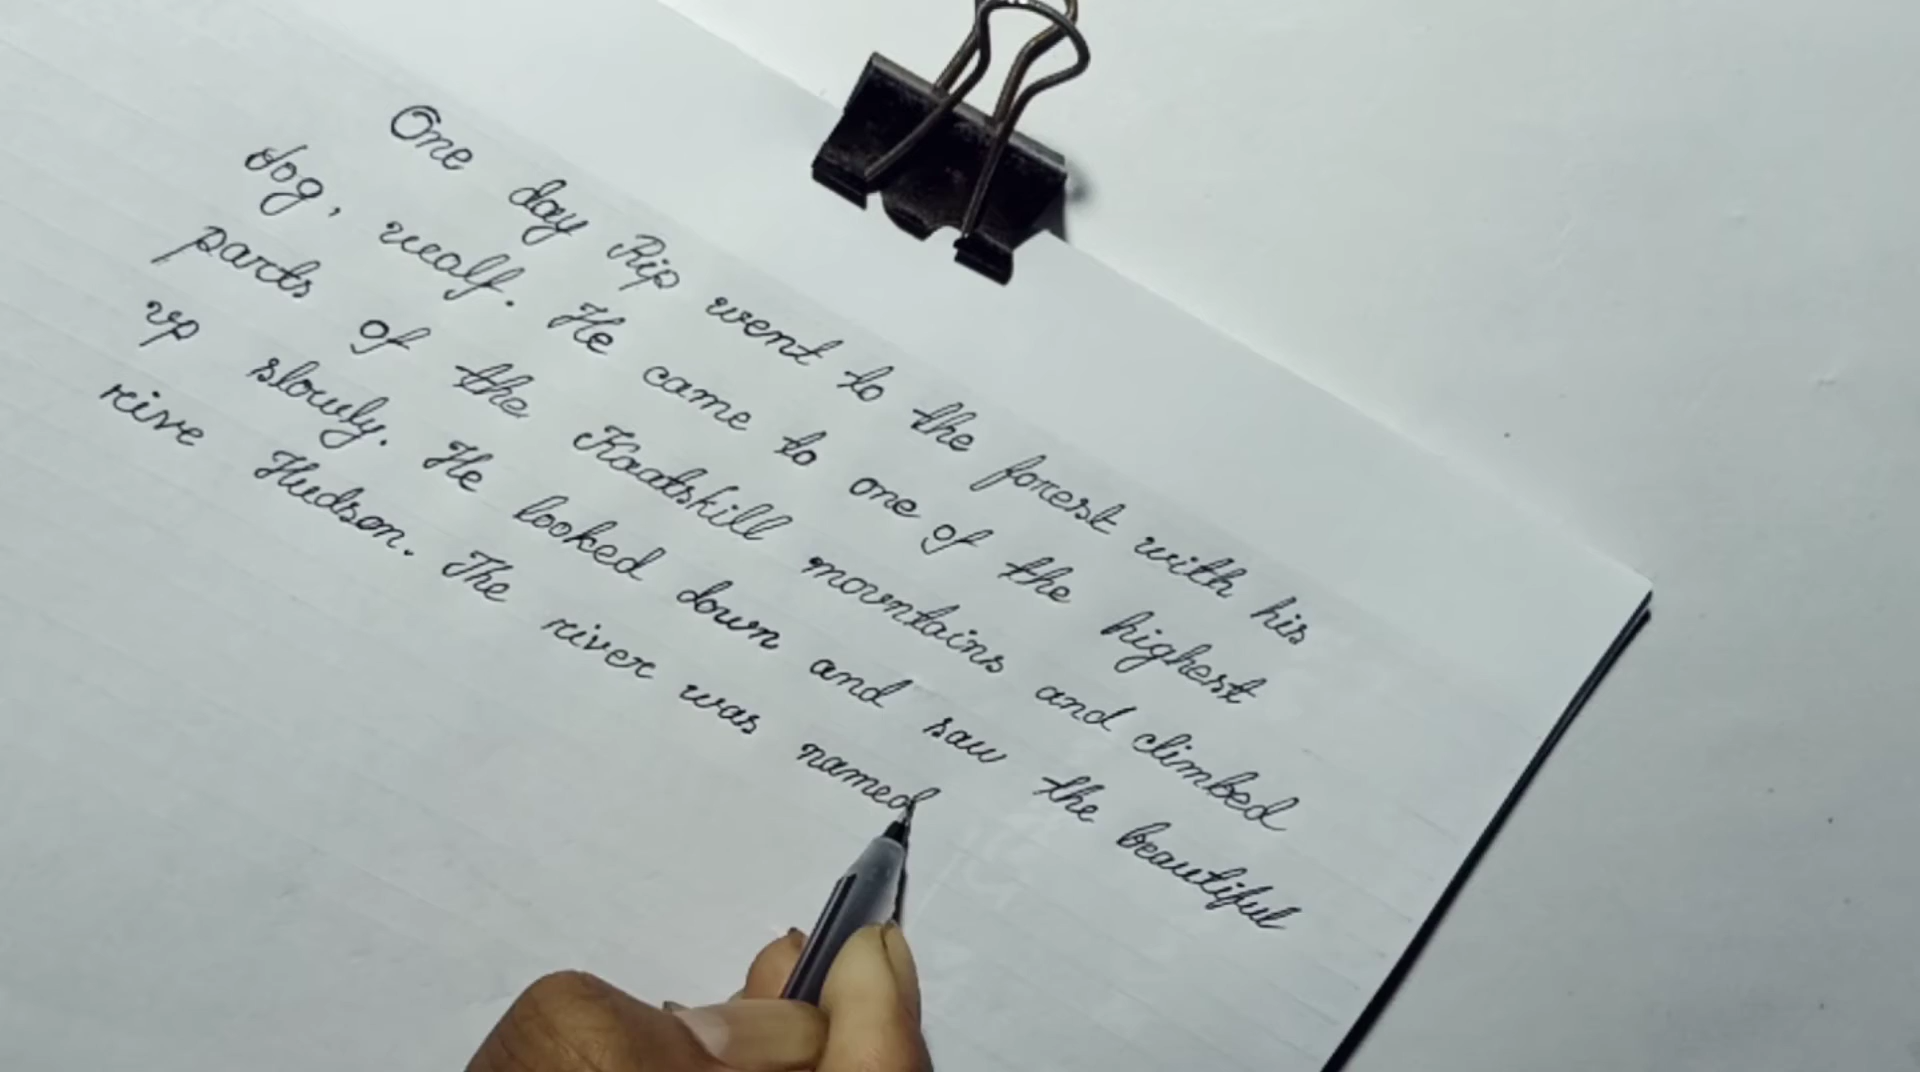 One day Rip went to the forest with his
dog, wolf. He came to one of the highest
parts of the Kaatskill mountains and climbed
up slowly. He looked down and saw the beautiful
rive Hudson. The river was named